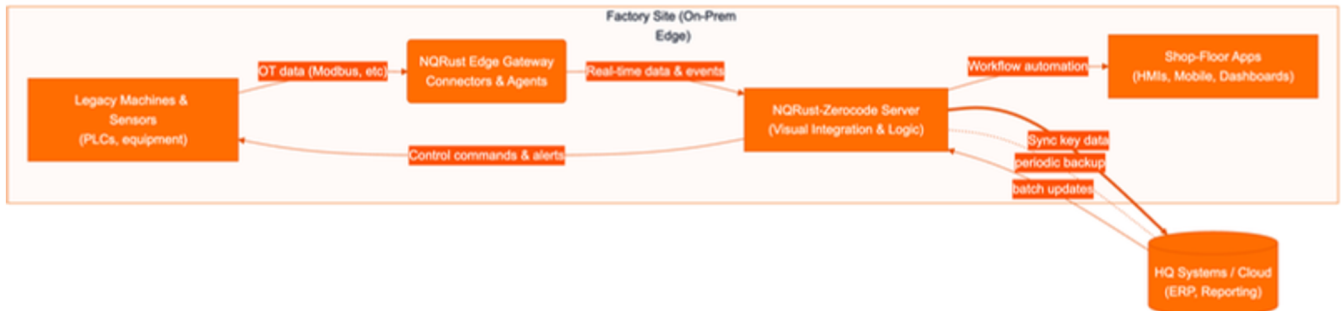 Factory Site (On-Prem
Edge)
Legacy Machines &
Sensors
(PLCs, equipment)
OT data (Modbus, etc)
NQRust Edge Gateway
Connectors & Agents
Real-time data & events
NQRust-Zerocode Server
(Visual Integration & Logic)
Workflow automation
Shop-Floor Apps
(HMIs, Mobile, Dashboards)
Control commands & alerts
Sync key data
periodic backup
batch updates
HQ Systems / Cloud
(ERP, Reporting)